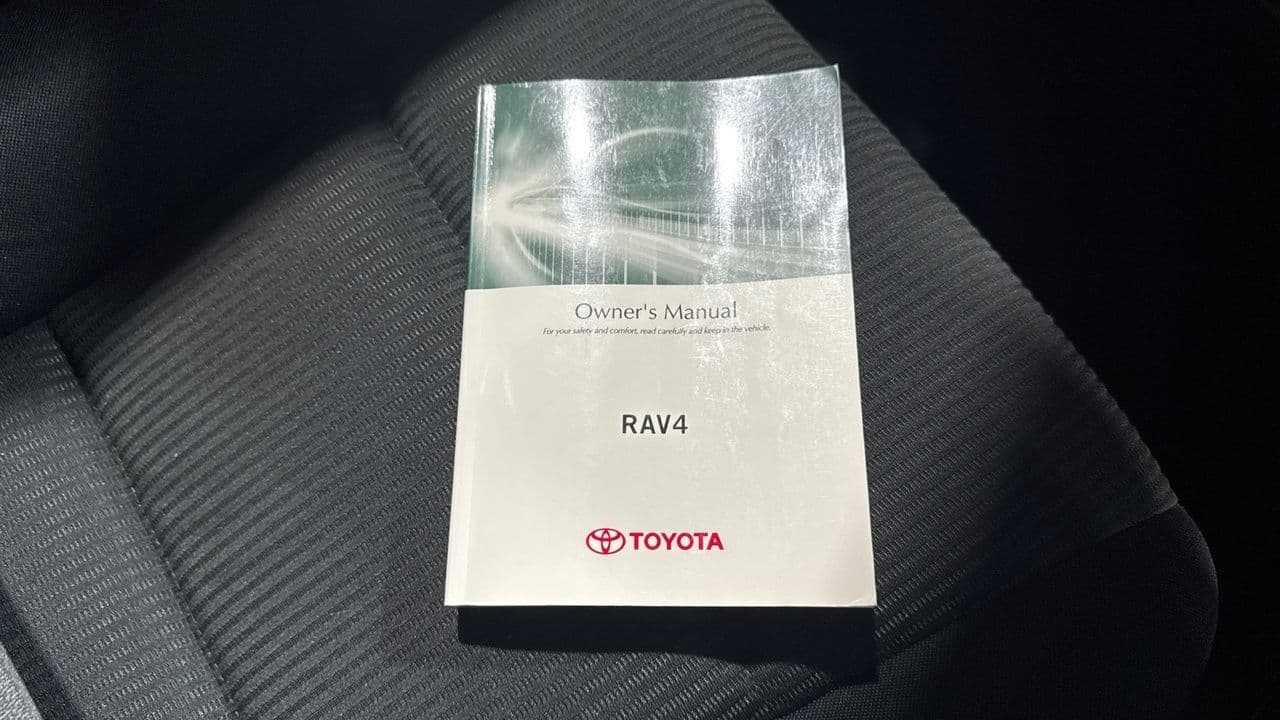 Owner's Manual
For your safety and comfort, read carefully and keep in the vehicle.
RAV4
TOYOTA